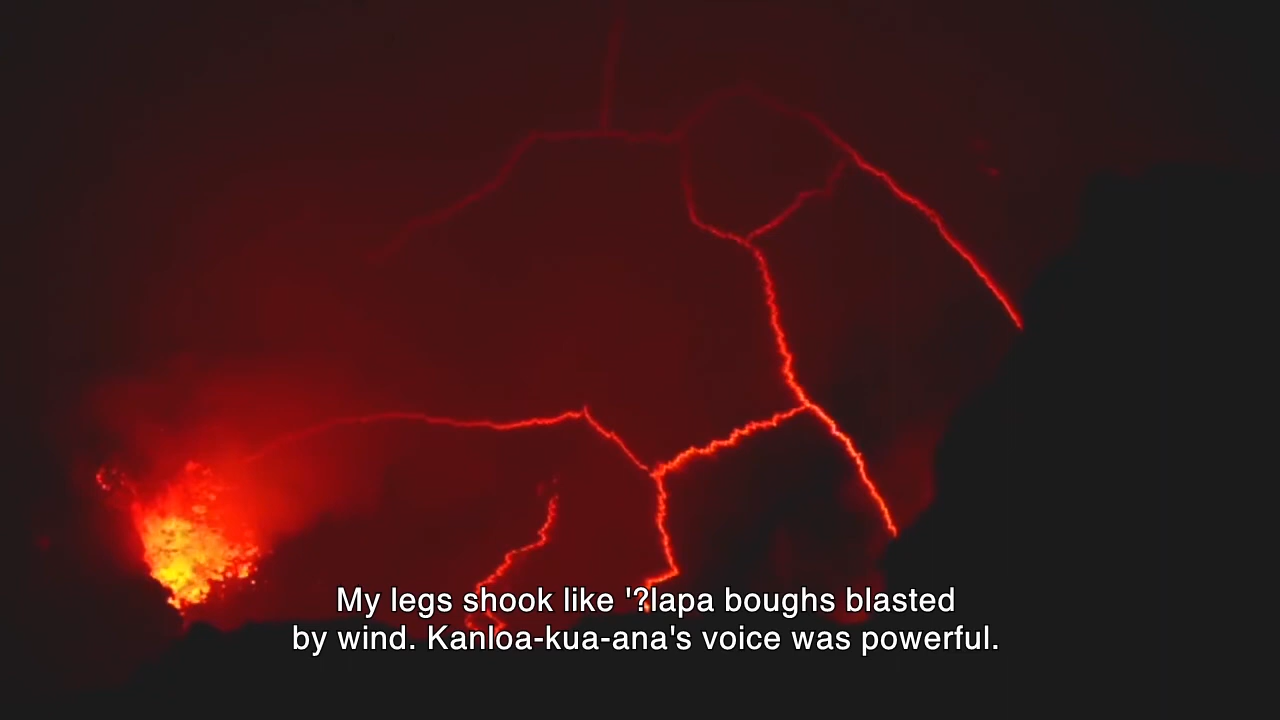 My legs shook like '?lapa boughs blasted
by wind. Kanloa-kua-ana's voice was powerful.